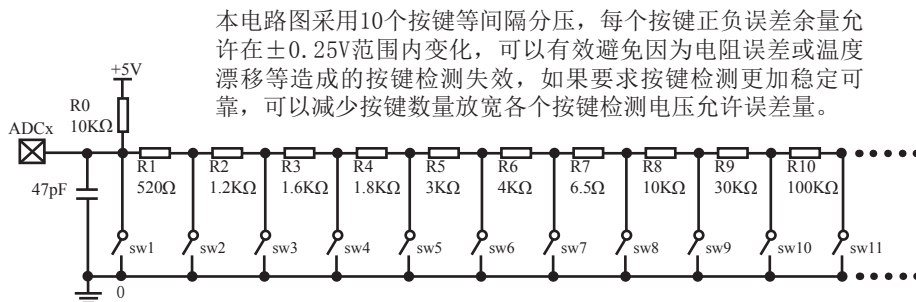 本电路图采用10个按键等间隔分压，每个按键正负误差余量允
许在±0.25V范围内变化，可以有效避免因为电阻误差或温度
漂移等造成的按键检测失效，如果要求按键检测更加稳定可
靠，可以减少按键数量放宽各个按键检测电压允许误差量。
+5V
R0
10KΩ
ADCx
47pF
R1 R2 R3 R4 R5 R6 R7 R8 R9 R10
520Ω 1.2KΩ 1.6KΩ 1.8KΩ 3KΩ 4KΩ 6.5Ω 10KΩ 30KΩ 100KΩ
sw1 sw2 sw3 sw4 sw5 sw6 sw7 sw8 sw9 sw10 sw11
0